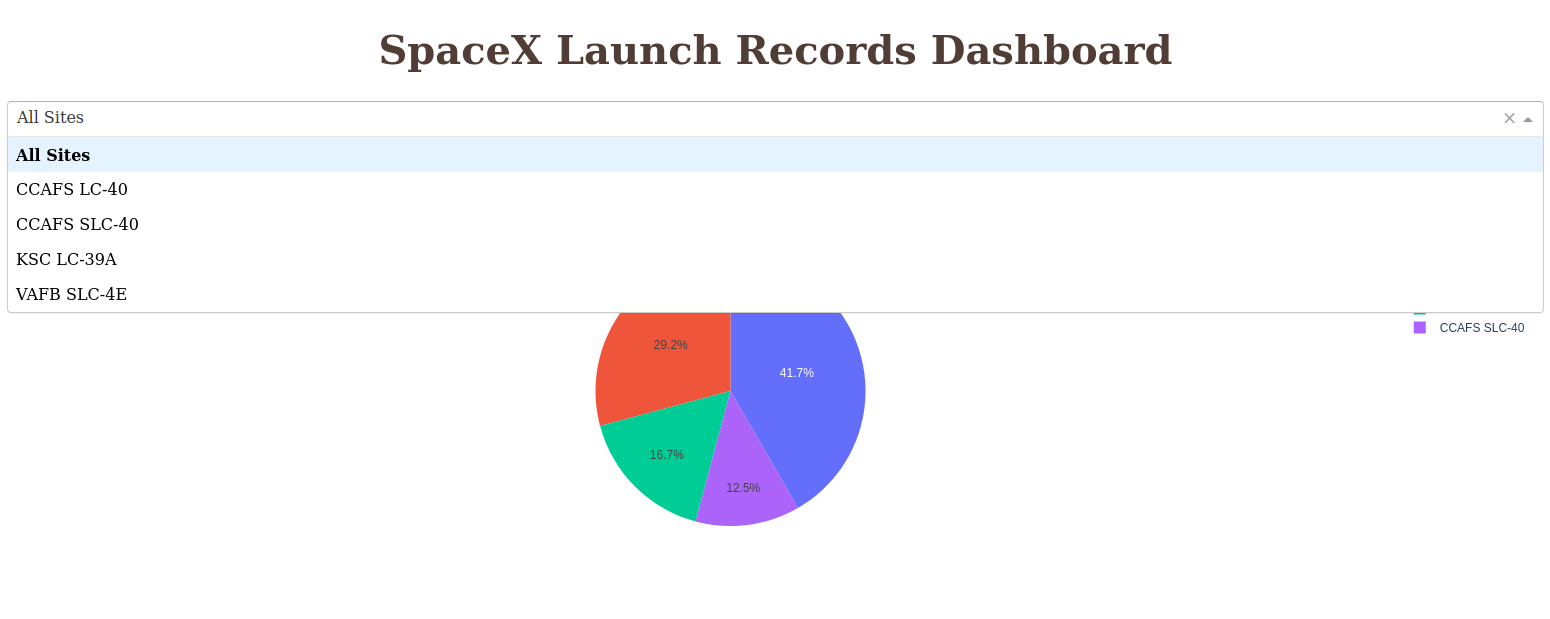 SpaceX Launch Records Dashboard
All Sites
All Sites
CCAFS LC-40
CCAFS SLC-40
KSC LC-39A
VAFB SLC-4E
CCAFS SLC-40
29.2%
41.7%
16.7%
12.5%